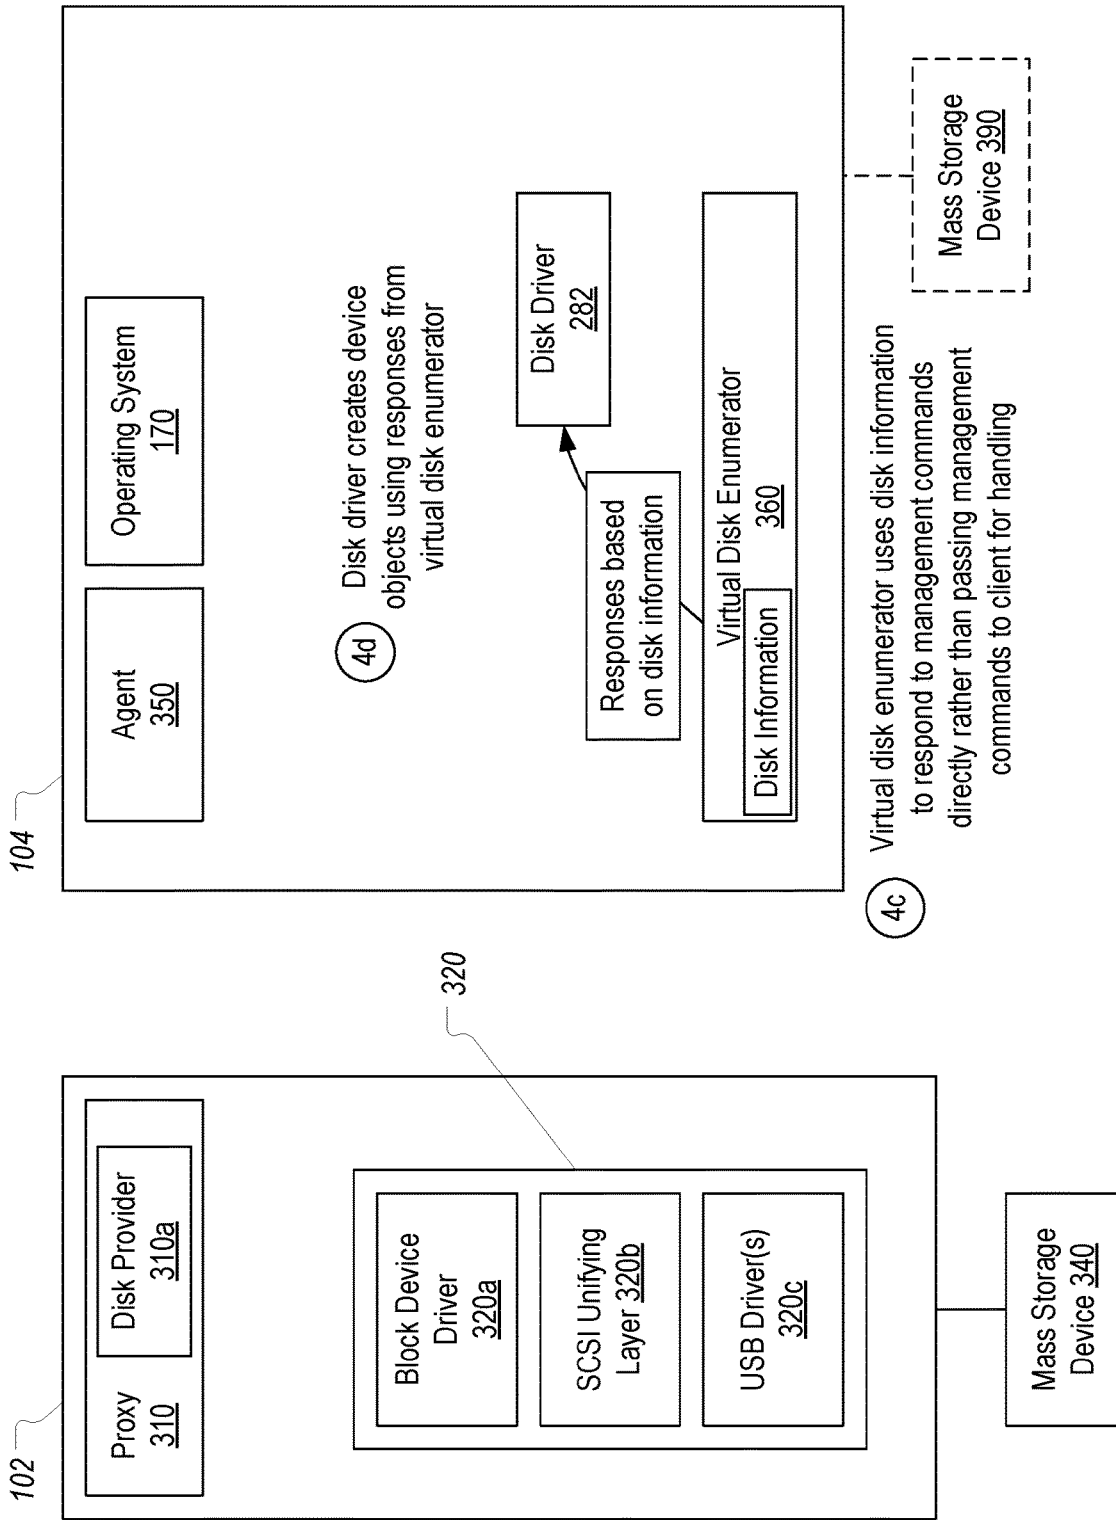 102
Proxy
310
Disk Provider
310a
320
Block Device
Driver
320a
SCSI Unifying
Layer 320b
USB Driver(s)
320c
Mass Storage
Device 340
104
Agent
350
Operating System
170
4d
Disk driver creates device
objects using responses from
virtual disk enumerator
Disk Driver
282
Responses based
on disk information
Virtual Disk Enumerator
360
Disk Information
Mass Storage
Device 390
4c
Virtual disk enumerator uses disk information
to respond to management commands
directly rather than passing management
commands to client for handling